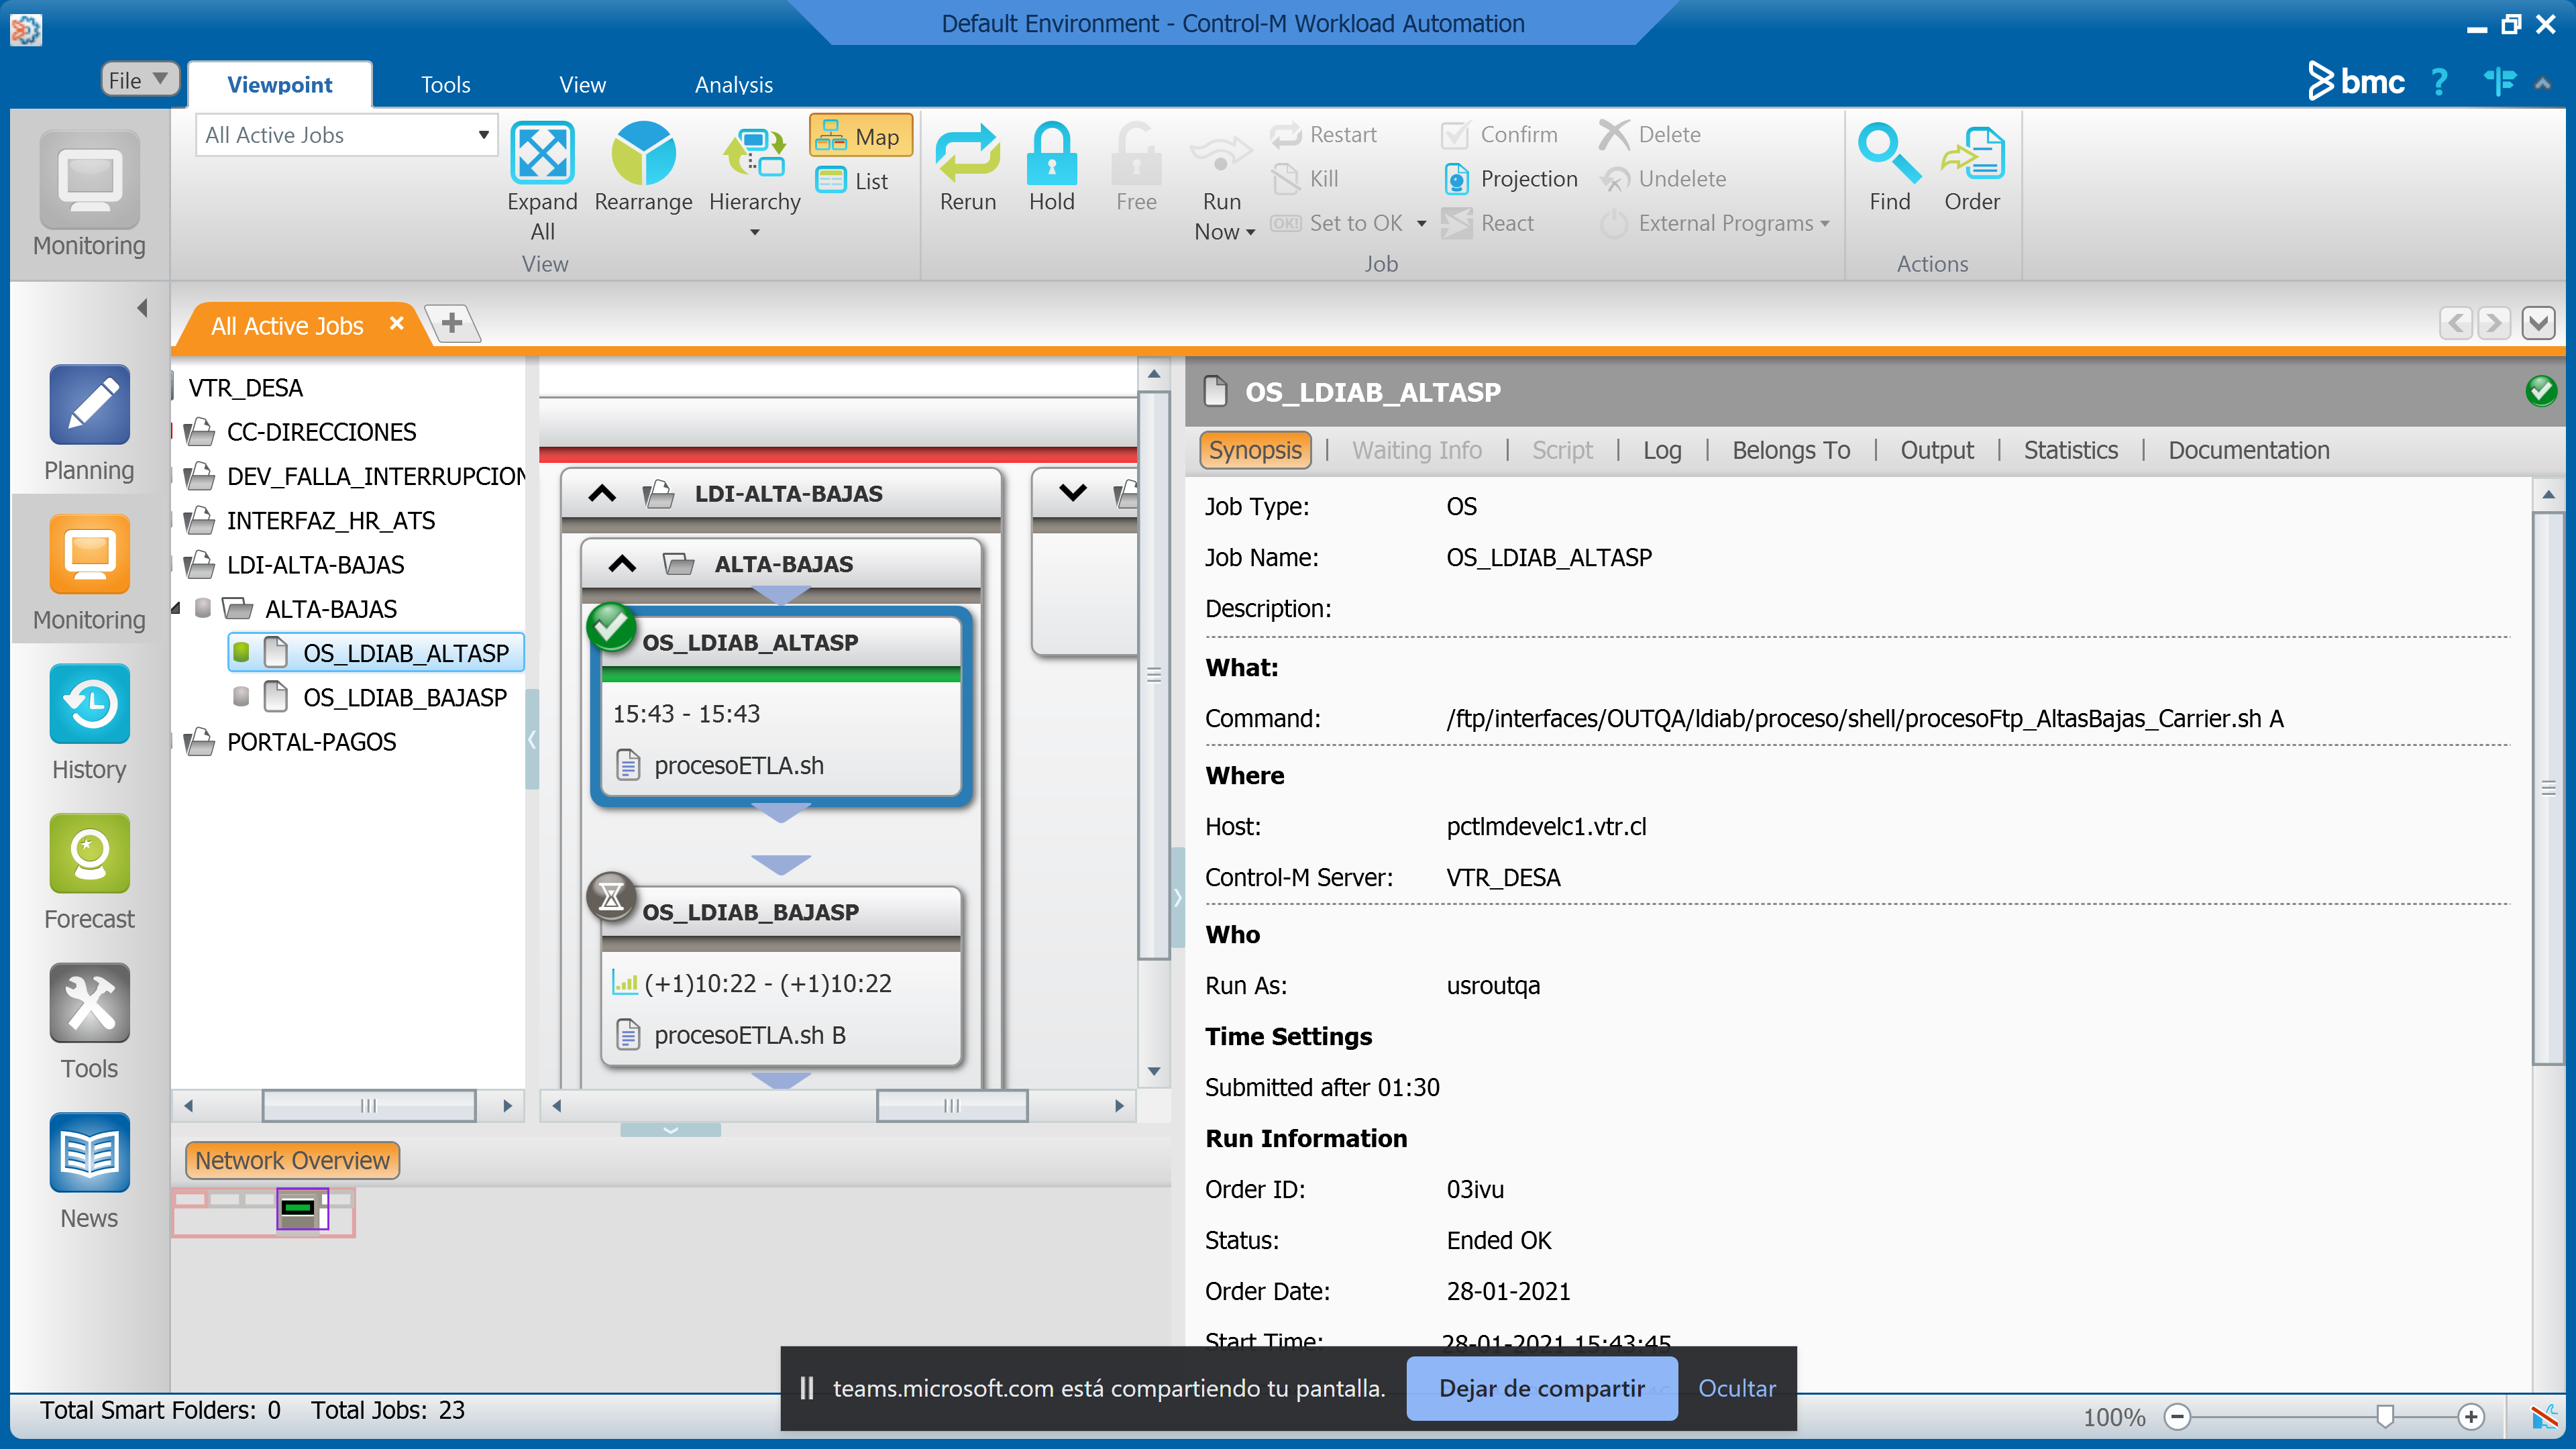 Default Environment - Control-M Workload Automation
File
Viewpoint
Tools
View
Analysis
bmc
?
Monitoring
All Active Jobs
Expand All
Rearrange
Hierarchy
Map
List
View
Rerun
Hold
Free
Run Now
Restart
Kill
OK! Set to OK
Confirm
Projection
React
Delete
Undelete
External Programs
Job
Find
Order
Actions
All Active Jobs
Planning
Monitoring
History
Forecast
Tools
News
VTR_DESA
CC-DIRECCIONES
DEV_FALLA_INTERRUPCION
INTERFAZ_HR_ATS
LDI-ALTA-BAJAS
ALTA-BAJAS
OS_LDIAB_ALTASP
OS_LDIAB_BAJASP
PORTAL-PAGOS
LDI-ALTA-BAJAS
ALTA-BAJAS
OS_LDIAB_ALTASP
15:43 - 15:43
procesoETLA.sh
OS_LDIAB_BAJASP
(+1)10:22 - (+1)10:22
procesoETLA.sh B
Network Overview
OS_LDIAB_ALTASP
Synopsis | Waiting Info | Script | Log | Belongs To | Output | Statistics | Documentation
Job Type: OS
Job Name: OS_LDIAB_ALTASP
Description:
What:
Command: /ftp/interfaces/OUTQA/ldiab/proceso/shell/procesoFtp_AltasBajas_Carrier.sh A
Where
Host: pctlmdevelc1.vtr.cl
Control-M Server: VTR_DESA
Who
Run As: usroutqa
Time Settings
Submitted after 01:30
Run Information
Order ID: 03ivu
Status: Ended OK
Order Date: 28-01-2021
Start Time: 28-01-2021 15:43:45
teams.microsoft.com está compartiendo tu pantalla.
Dejar de compartir
Ocultar
Total Smart Folders: 0 Total Jobs: 23
100%